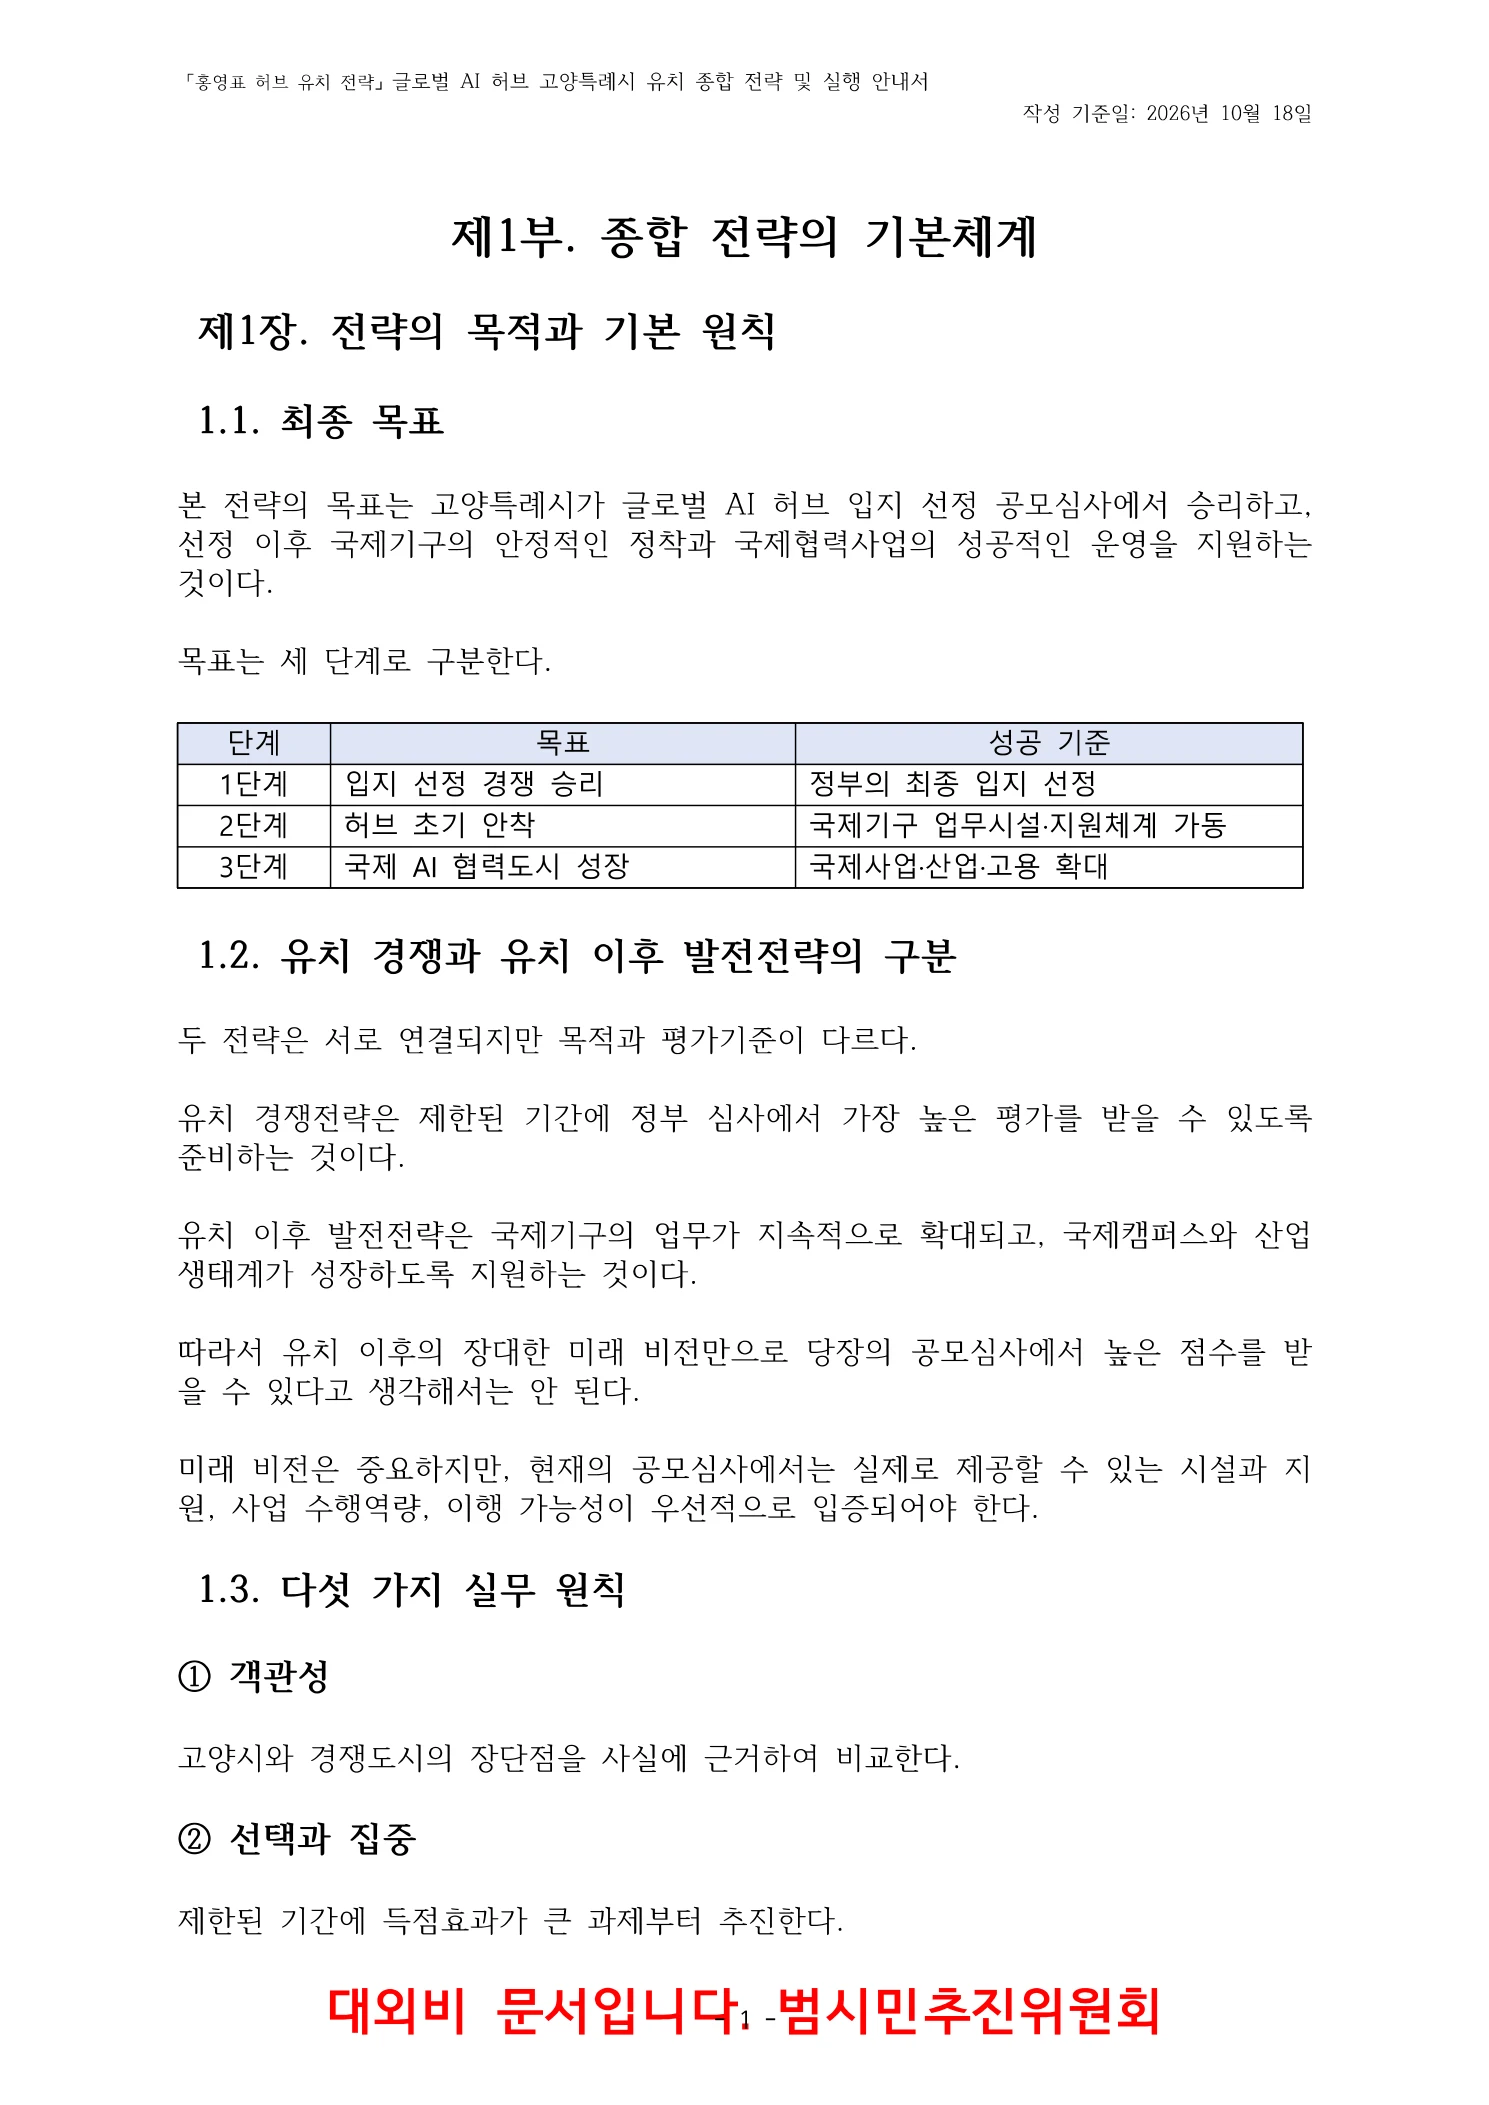 「홍영표 허브 유치 전략」 글로벌 AI 허브 고양특례시 유치 종합 전략 및 실행 안내서
작성 기준일: 2026년 10월 18일
제1부. 종합 전략의 기본체계
제1장. 전략의 목적과 기본 원칙
1.1. 최종 목표
본 전략의 목표는 고양특례시가 글로벌 AI 허브 입지 선정 공모심사에서 승리하고,
선정 이후 국제기구의 안정적인 정착과 국제협력사업의 성공적인 운영을 지원하는
것이다.
목표는 세 단계로 구분한다.
단계 목표 성공 기준
1단계 입지 선정 경쟁 승리 정부의 최종 입지 선정
2단계 허브 초기 안착 국제기구 업무시설·지원체계 가동
3단계 국제 AI 협력도시 성장 국제사업·산업·고용 확대
1.2. 유치 경쟁과 유치 이후 발전전략의 구분
두 전략은 서로 연결되지만 목적과 평가기준이 다르다.
유치 경쟁전략은 제한된 기간에 정부 심사에서 가장 높은 평가를 받을 수 있도록
준비하는 것이다.
유치 이후 발전전략은 국제기구의 업무가 지속적으로 확대되고, 국제캠퍼스와 산업
생태계가 성장하도록 지원하는 것이다.
따라서 유치 이후의 장대한 미래 비전만으로 당장의 공모심사에서 높은 점수를 받
을 수 있다고 생각해서는 안 된다.
미래 비전은 중요하지만, 현재의 공모심사에서는 실제로 제공할 수 있는 시설과 지
원, 사업 수행역량, 이행 가능성이 우선적으로 입증되어야 한다.
1.3. 다섯 가지 실무 원칙
① 객관성
고양시와 경쟁도시의 장단점을 사실에 근거하여 비교한다.
② 선택과 집중
제한된 기간에 득점효과가 큰 과제부터 추진한다.
대외비 문서입니다. 범시민추진위원회
- 1 -